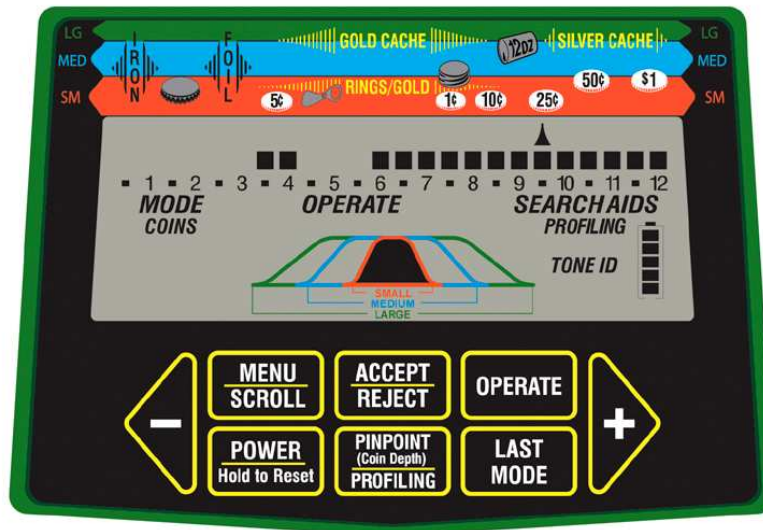 LG IRON FOIL GOLD CACHE 12DZ SILVER CACHE LG
MED MED
SM 5¢ RINGS/GOLD 1¢ 10¢ 25¢ 50¢ $1 SM
- 1 - 2 - 3 - 4 - 5 - 6 - 7 - 8 - 9 - 10 - 11 - 12
MODE OPERATE SEARCH AIDS
COINS PROFILING
TONE ID
SMALL
MEDIUM
LARGE
MENU
SCROLL
ACCEPT
REJECT
OPERATE
-
+
POWER
Hold to Reset
PINPOINT
(Coin Depth)
PROFILING
LAST
MODE